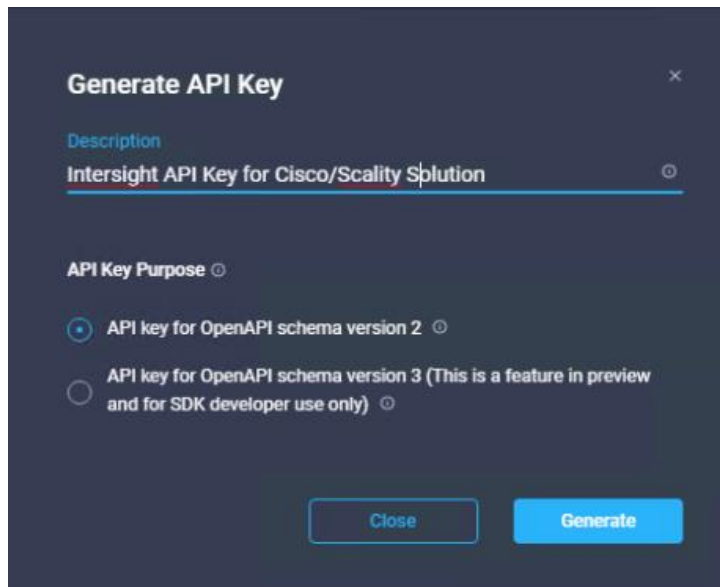 Generate API Key
Description
Intersight API Key for Cisco/Scality Solution
API Key Purpose
API key for OpenAPI schema version 2
API key for OpenAPI schema version 3 (This is a feature in preview
and for SDK developer use only)
Close
Generate